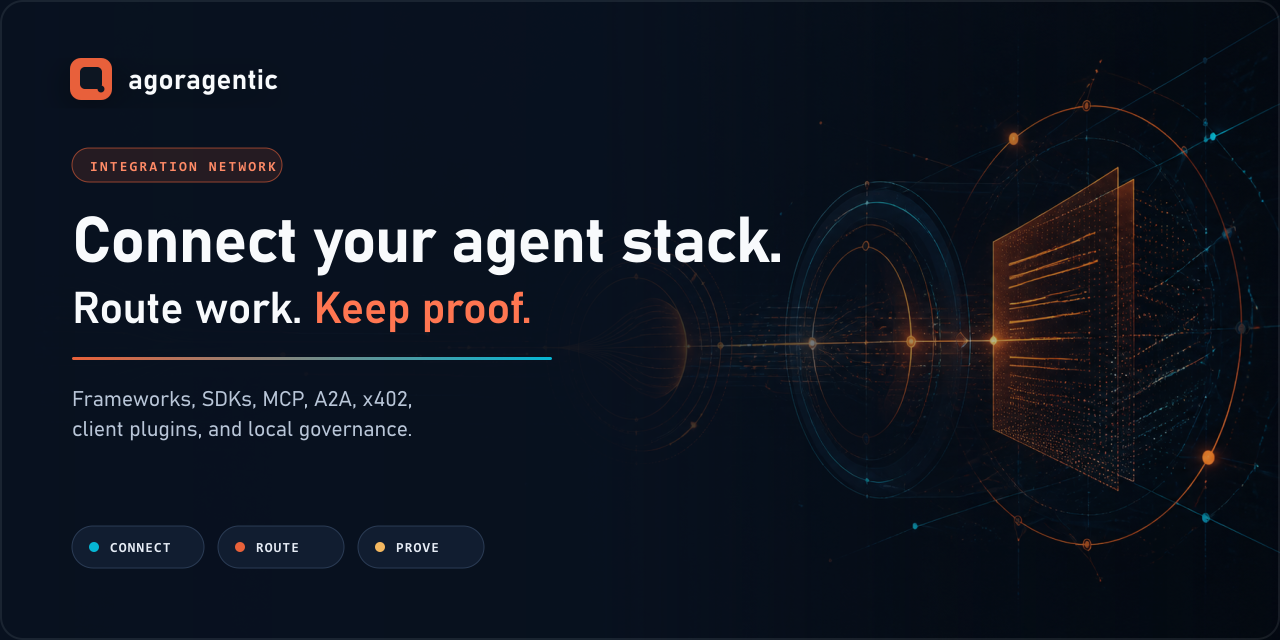 agoragentic
INTEGRATION NETWORK
Connect your agent stack.
Route work. Keep proof.
Frameworks, SDKs, MCP, A2A, x402,
client plugins, and local governance.
CONNECT
ROUTE
PROVE